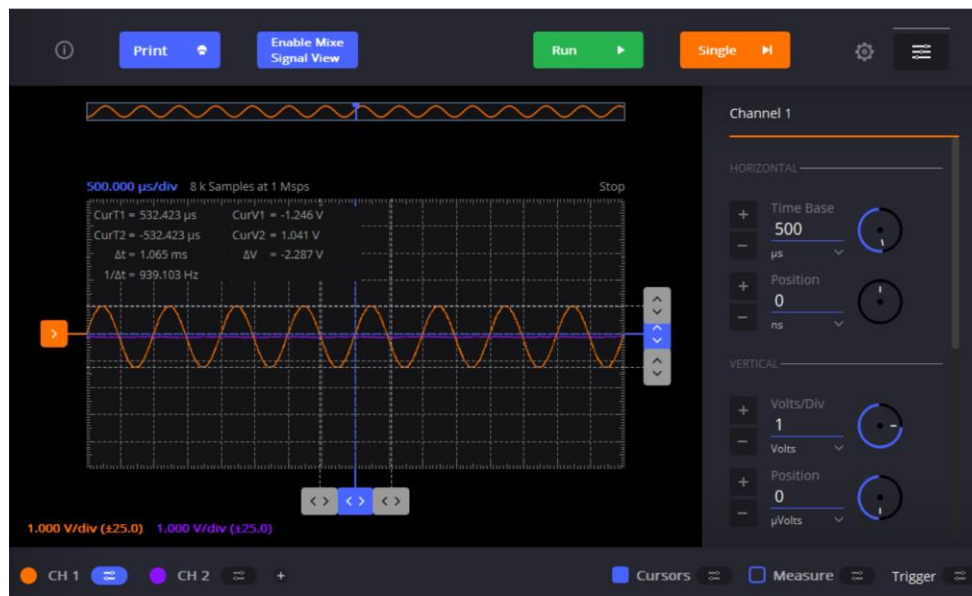 Print
Enable Mixe
Signal View
Run
Single
Channel 1
HORIZONTAL
500.000 µs/div 8 k Samples at 1 Msps Stop
CurT1 = 532.423 µs CurV1 = -1.246 V
CurT2 = -532.423 µs CurV2 = 1.041 V
Δt = 1.065 ms ΔV = -2.287 V
1/Δt = 939.103 Hz
Time Base
500
µs
Position
0
ns
VERTICAL
Volts/Div
1
Volts
Position
0
µVolts
1.000 V/div (±25.0) 1.000 V/div (±25.0)
CH 1 CH 2 + Cursors Measure Trigger